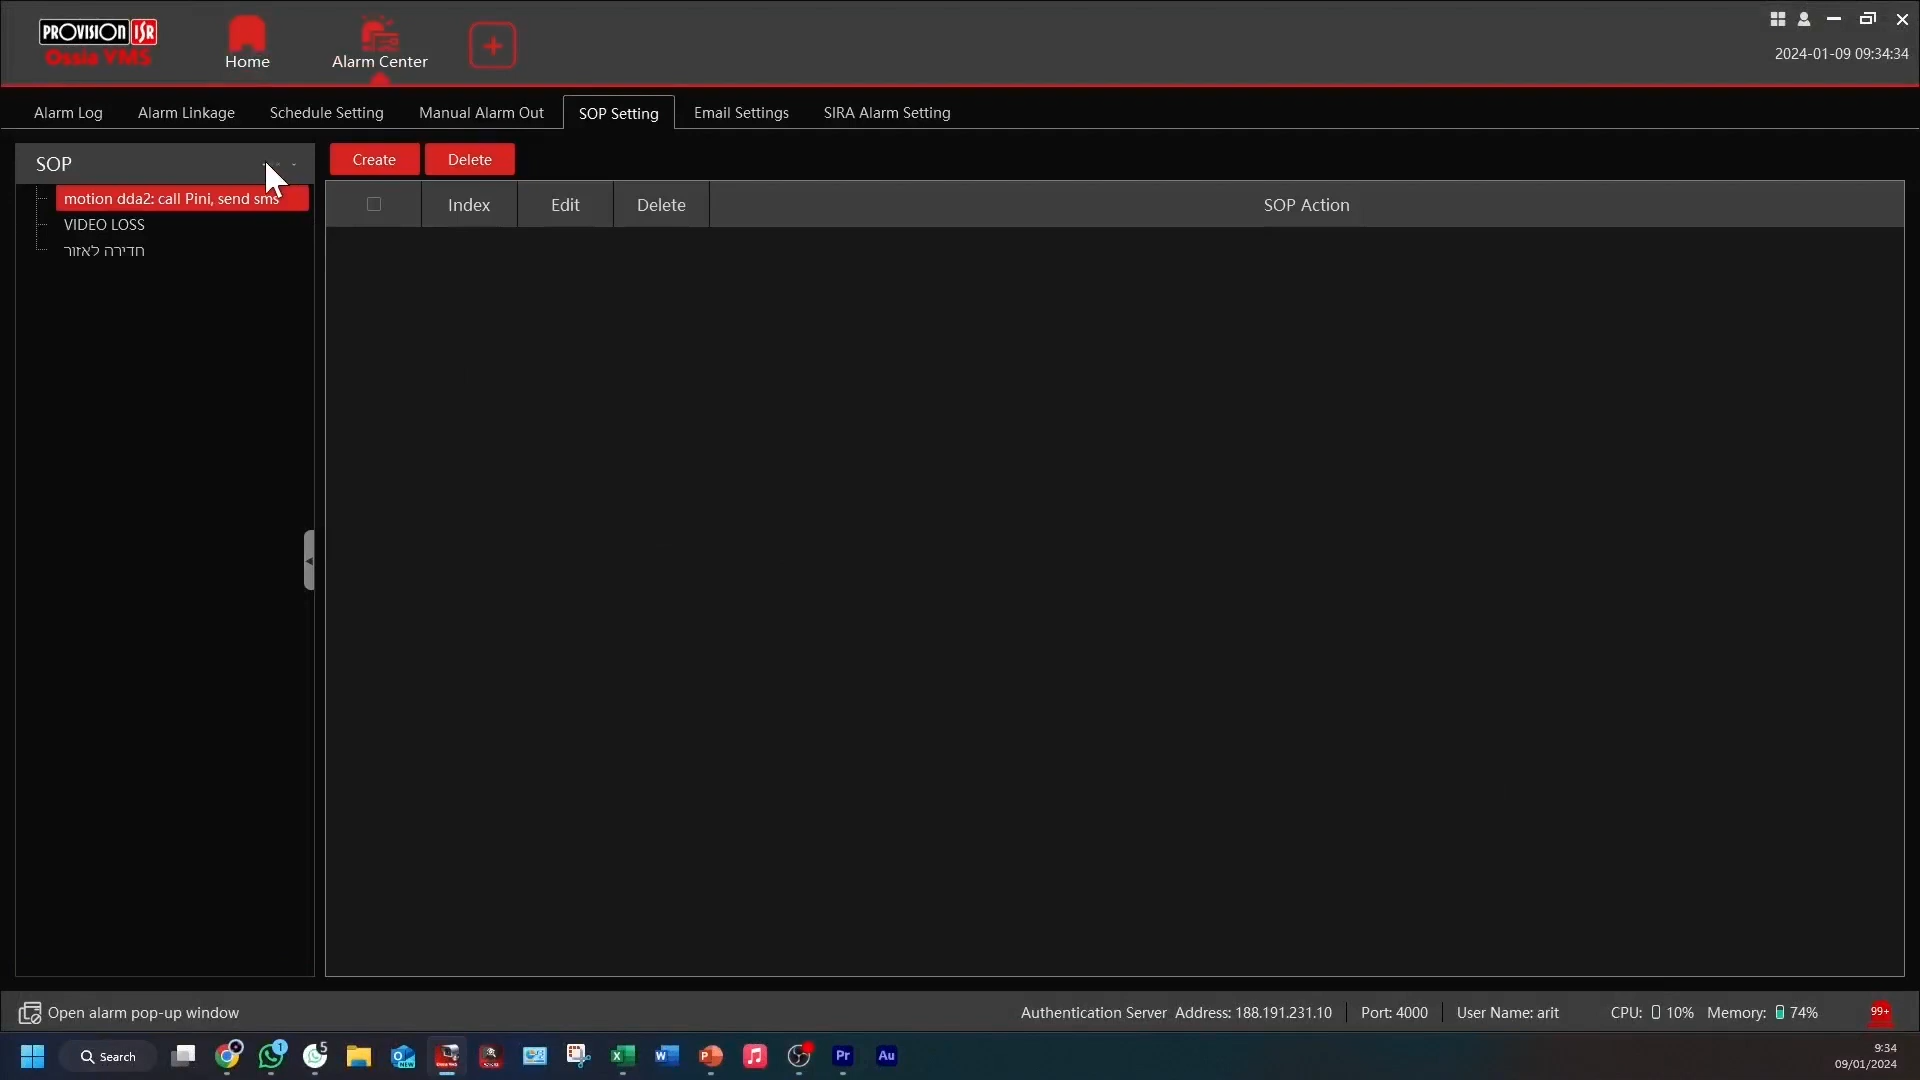 PROVISION ISR
Ossia VMS
Home
Alarm Center
2024-01-09 09:34:34
Alarm Log
Alarm Linkage
Schedule Setting
Manual Alarm Out
SOP Setting
Email Settings
SIRA Alarm Setting
SOP
Create
Delete
motion dda2: call Pini, send sms
VIDEO LOSS
חדירה לאזור
Index
Edit
Delete
SOP Action
Open alarm pop-up window
Authentication Server Address: 188.191.231.10
Port: 4000
User Name: arit
CPU: 10%
Memory: 74%
99+
Search
1
5
NEW
Pr
Au
9:34
09/01/2024